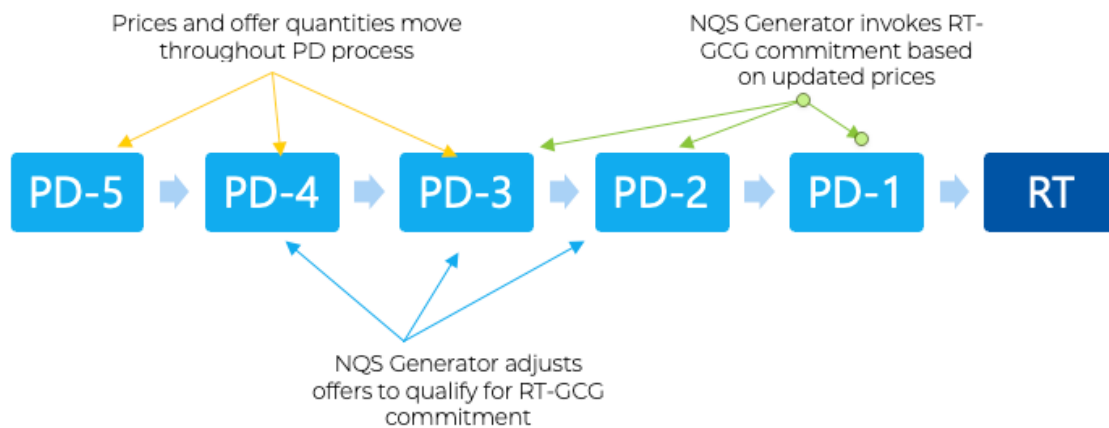 Prices and offer quantities move
throughout PD process
NQS Generator invokes RT-
GCG commitment based
on updated prices
PD-5
PD-4
PD-3
PD-2
PD-1
RT
NQS Generator adjusts
offers to qualify for RT-GCG
commitment